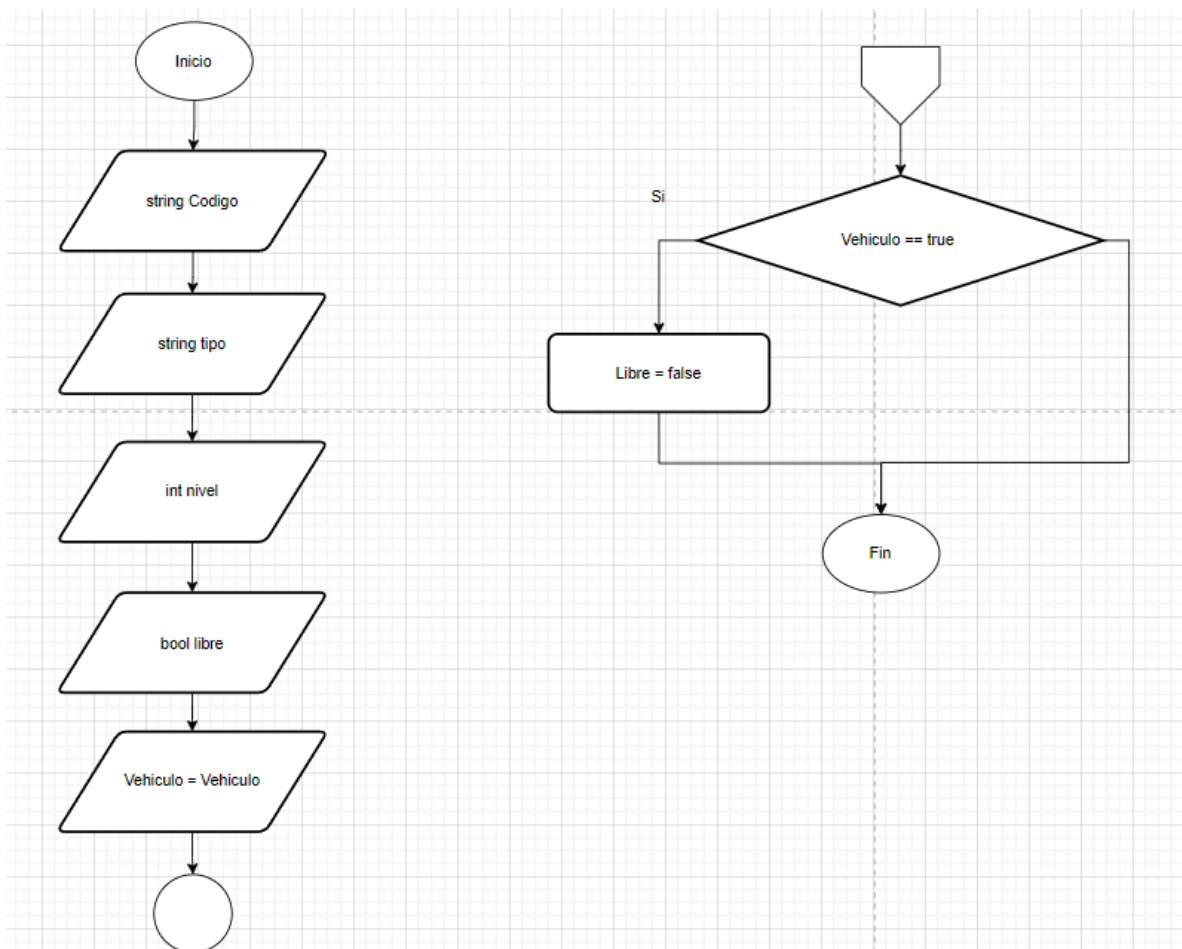 Inicio
string Codigo
string tipo
int nivel
bool libre
Vehiculo = Vehiculo
Si
Vehiculo == true
Libre = false
Fin